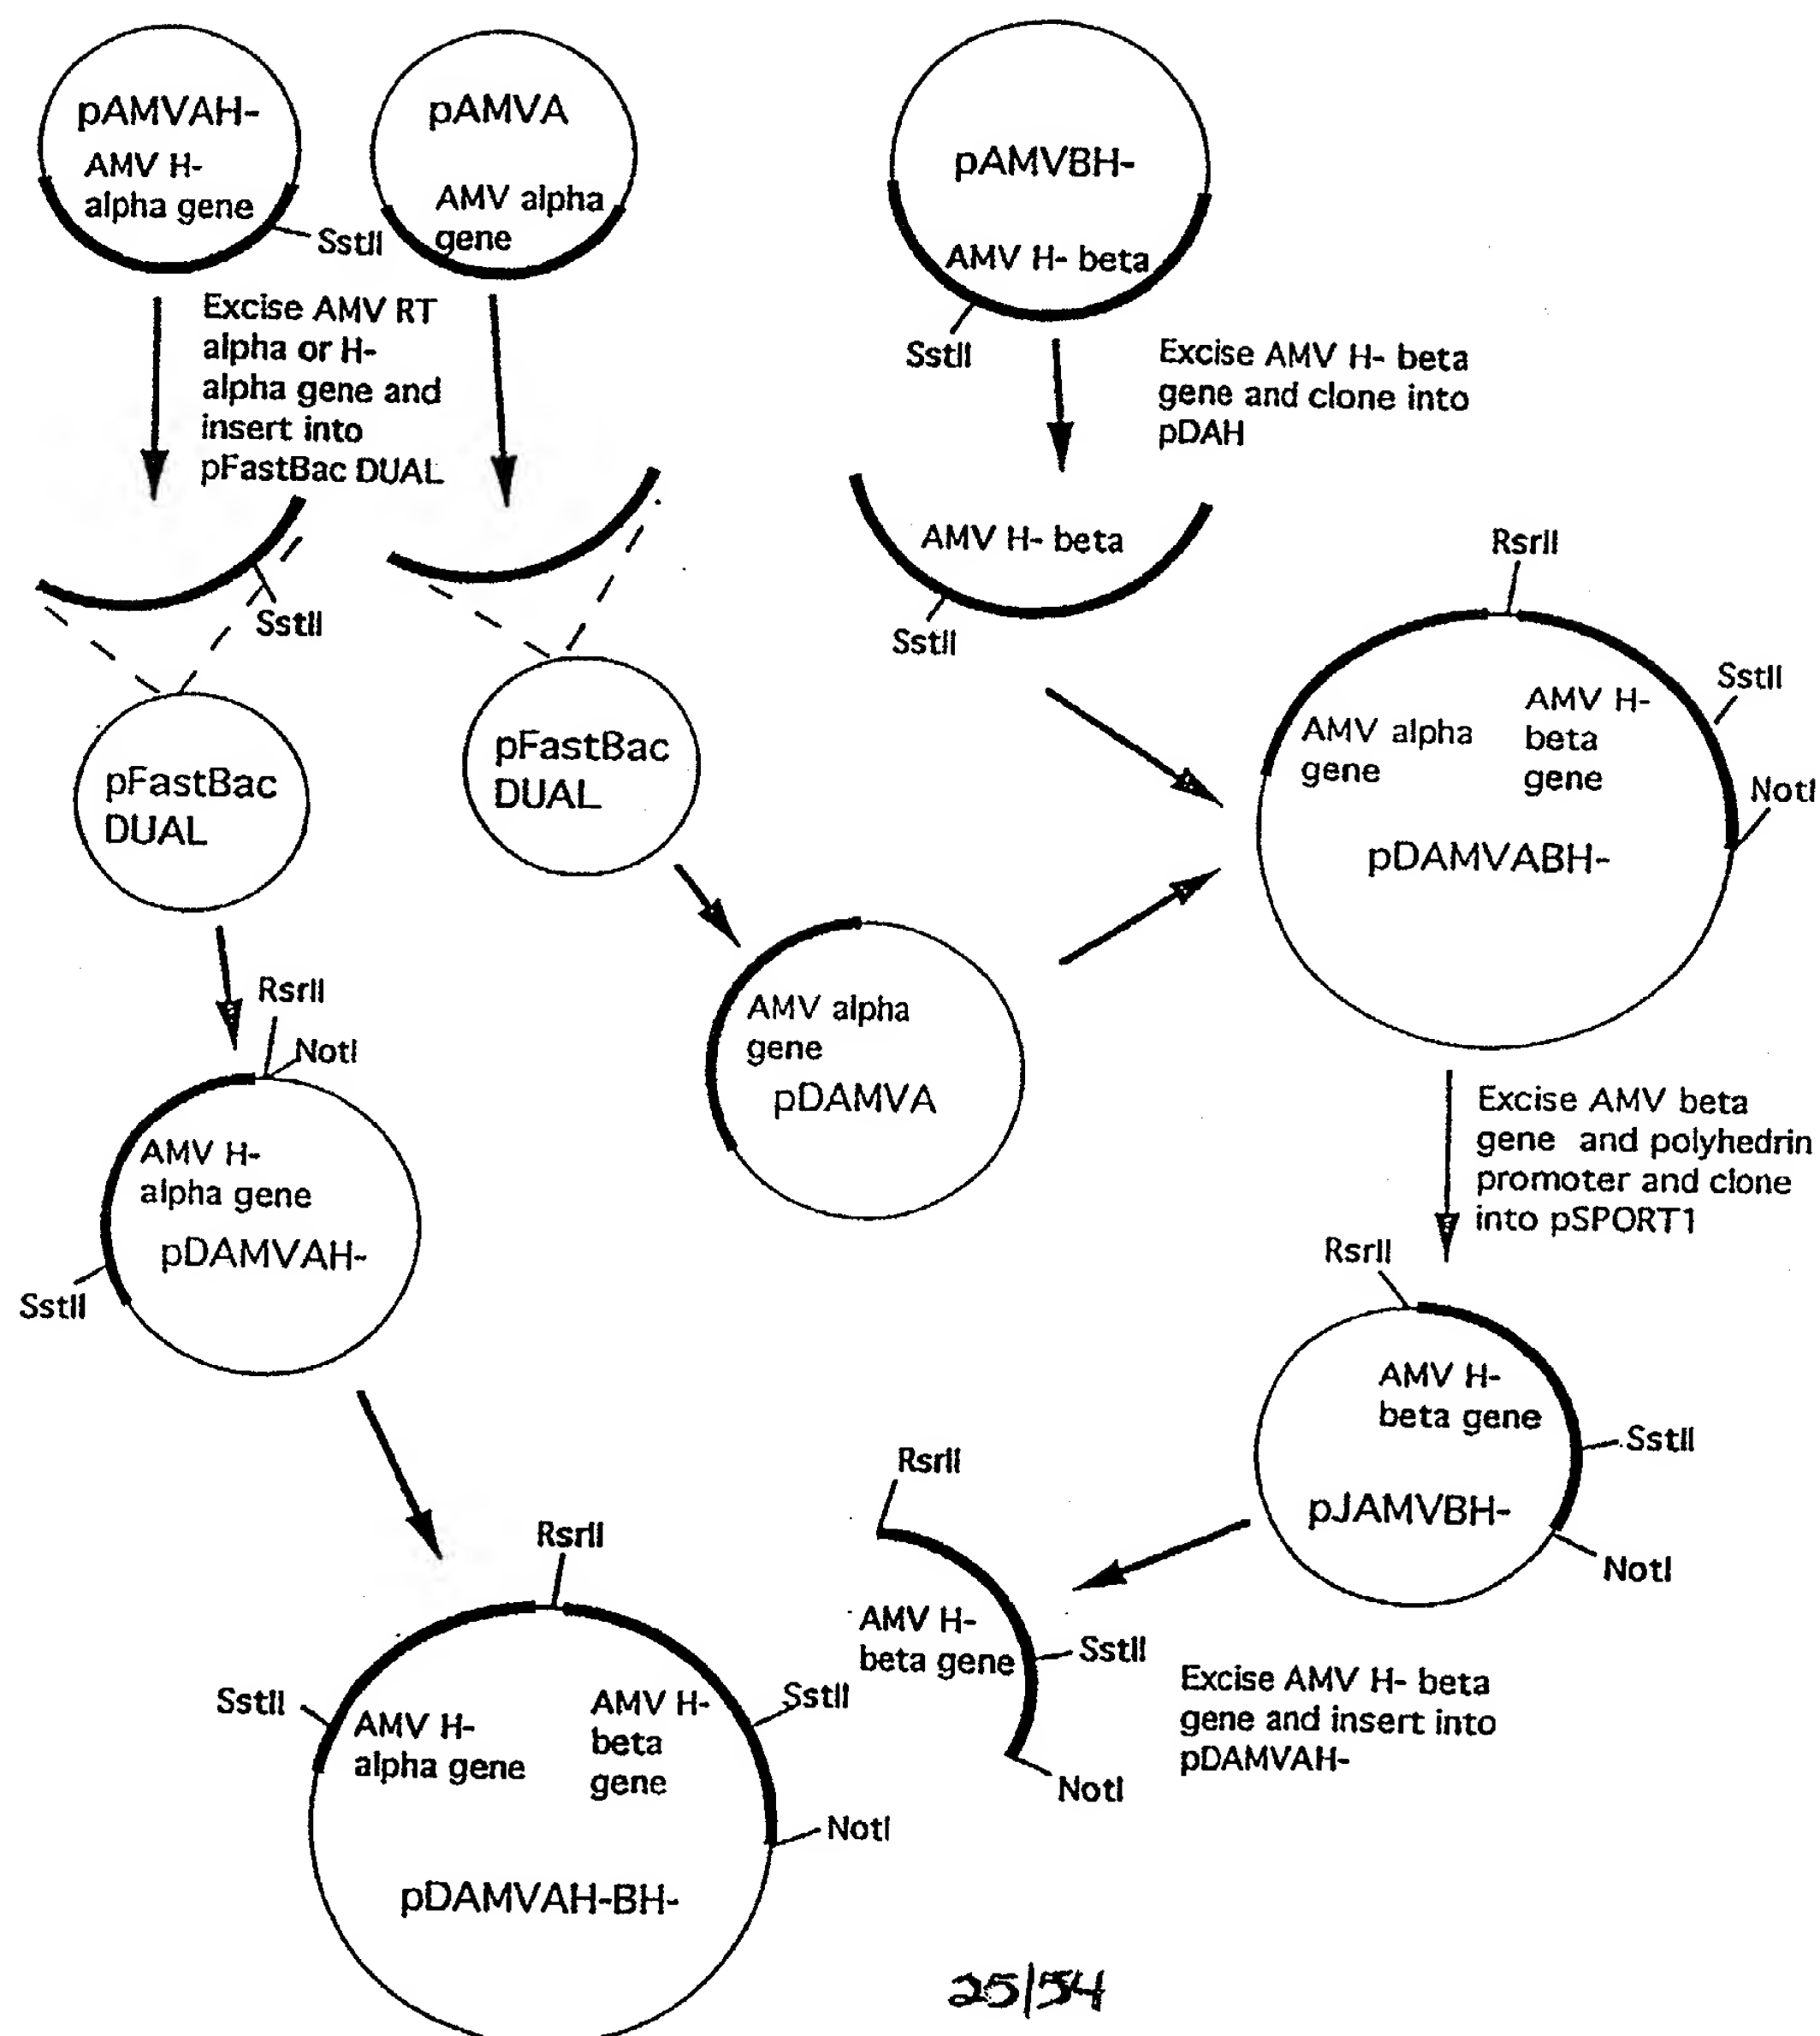 pAMVAH-
AMV H-
alpha gene
SstII
pAMVA
AMV alpha
gene
pAMVBH-
AMV H- beta
SstII
Excise AMV RT
alpha or H-
alpha gene and
insert into
pFastBac DUAL
Excise AMV H- beta
gene and clone into
pDAH
SstII
AMV H- beta
SstII
pFastBac
DUAL
pFastBac
DUAL
RsrII
SstII
AMV alpha
gene
AMV H-
beta
gene
NotI
pDAMVABH-
RsrII
NotI
AMV H-
alpha gene
pDAMVAH-
SstII
AMV alpha
gene
pDAMVA
Excise AMV beta
gene and polyhedrin
promoter and clone
into pSPORT1
RsrII
AMV H-
beta gene
SstII
pJAMVBH-
NotI
RsrII
AMV H-
beta gene
SstII
NotI
Excise AMV H- beta
gene and insert into
pDAMVAH-
RsrII
SstII
AMV H-
alpha gene
AMV H-
beta
gene
SstII
NotI
pDAMVAH-BH-
25/54